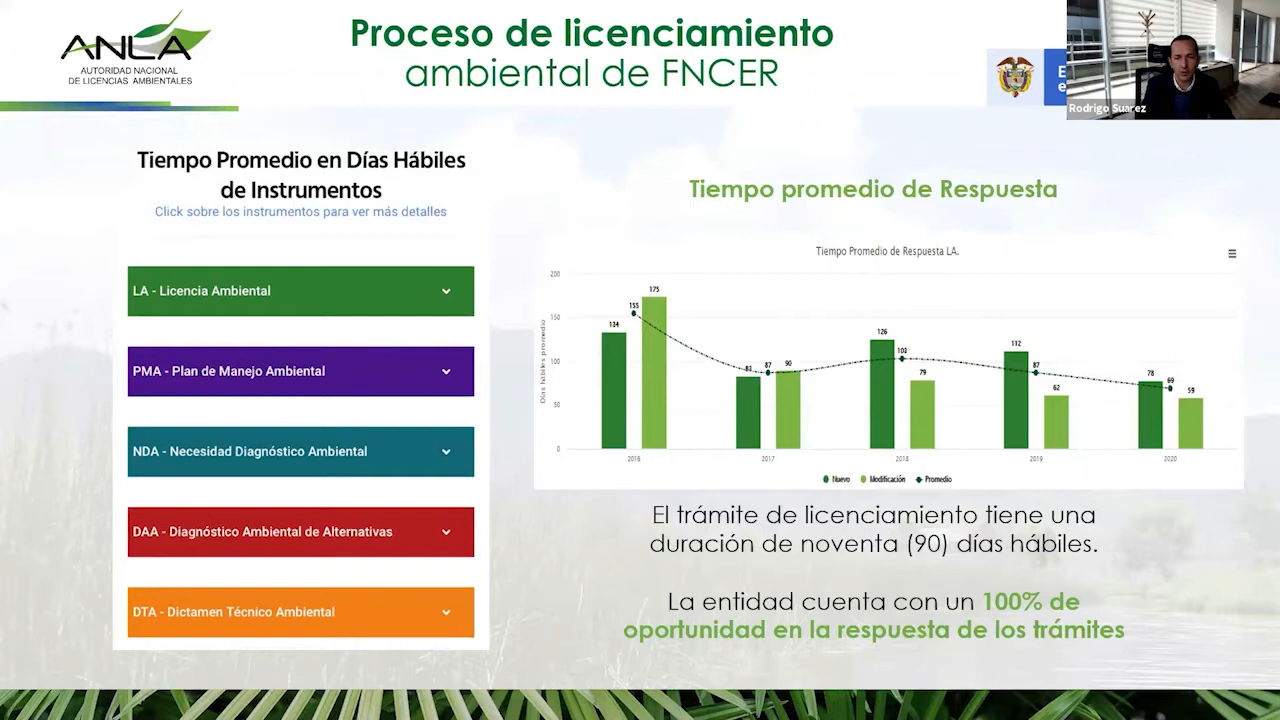 ANLA
AUTORIDAD NACIONAL
DE LICENCIAS AMBIENTALES
Proceso de licenciamiento
ambiental de FNCER
Rodrigo Suarez
Tiempo Promedio en Días Hábiles
de Instrumentos
Click sobre los instrumentos para ver más detalles
LA - Licencia Ambiental
PMA - Plan de Manejo Ambiental
NDA - Necesidad Diagnóstico Ambiental
DAA - Diagnóstico Ambiental de Alternativas
DTA - Dictamen Técnico Ambiental
Tiempo promedio de Respuesta
Tiempo Promedio de Respuesta LA.
Días hábiles promedio
200
150
100
50
0
134
155
175
83
87
90
126
103
79
112
87
62
78
69
59
2016
2017
2018
2019
2020
Nuevo
Modificación
Promedio
El trámite de licenciamiento tiene una
duración de noventa (90) días hábiles.
La entidad cuenta con un 100% de
oportunidad en la respuesta de los trámites